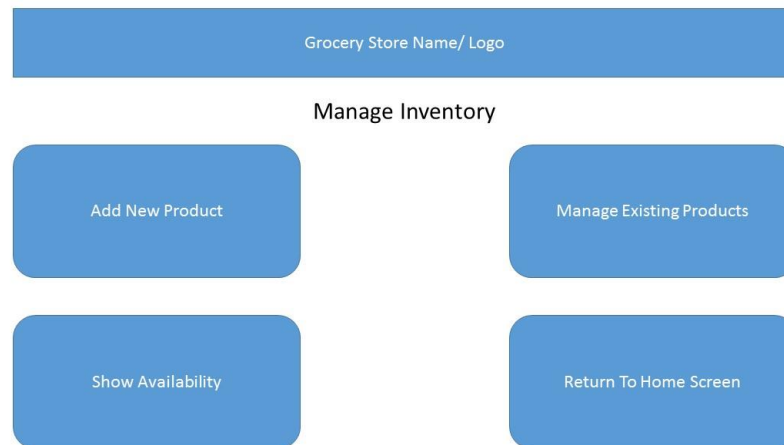 Grocery Store Name/ Logo
Manage Inventory
Add New Product
Manage Existing Products
Show Availability
Return To Home Screen